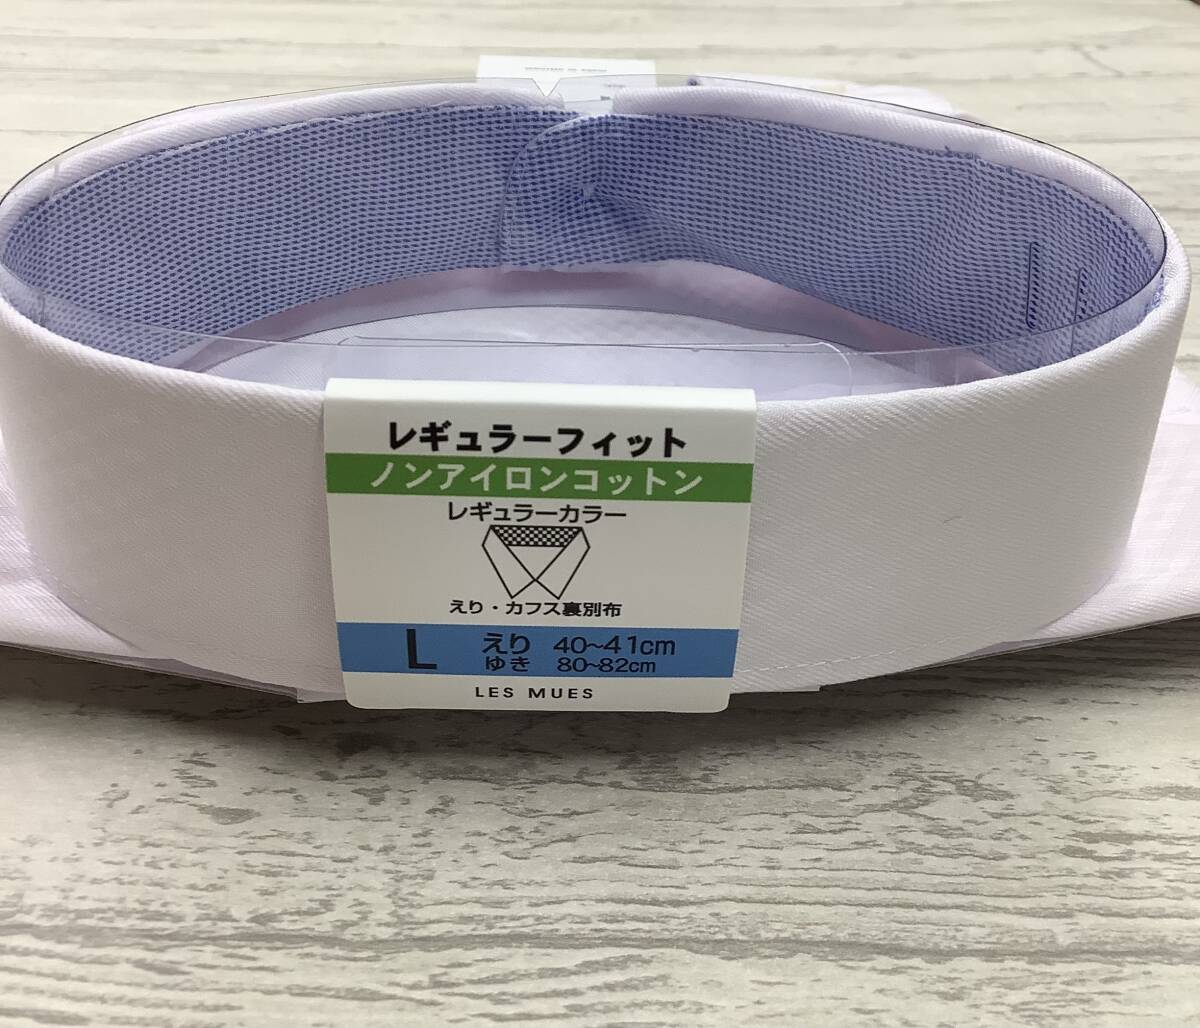 レギュラーフィット
ノンアイロンコットン
レギュラーカラー
えり・カフス裏別布
L えり 40~41cm
ゆき 80~82cm
LES MUES